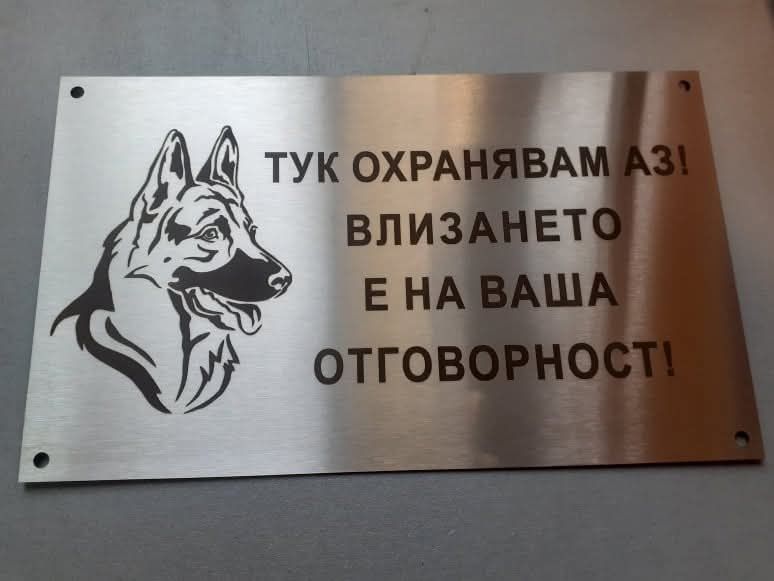 ТУК ОХРАНЯВАМ АЗ!
ВЛИЗАНЕТО
Е НА ВАША
ОТГОВОРНОСТ!